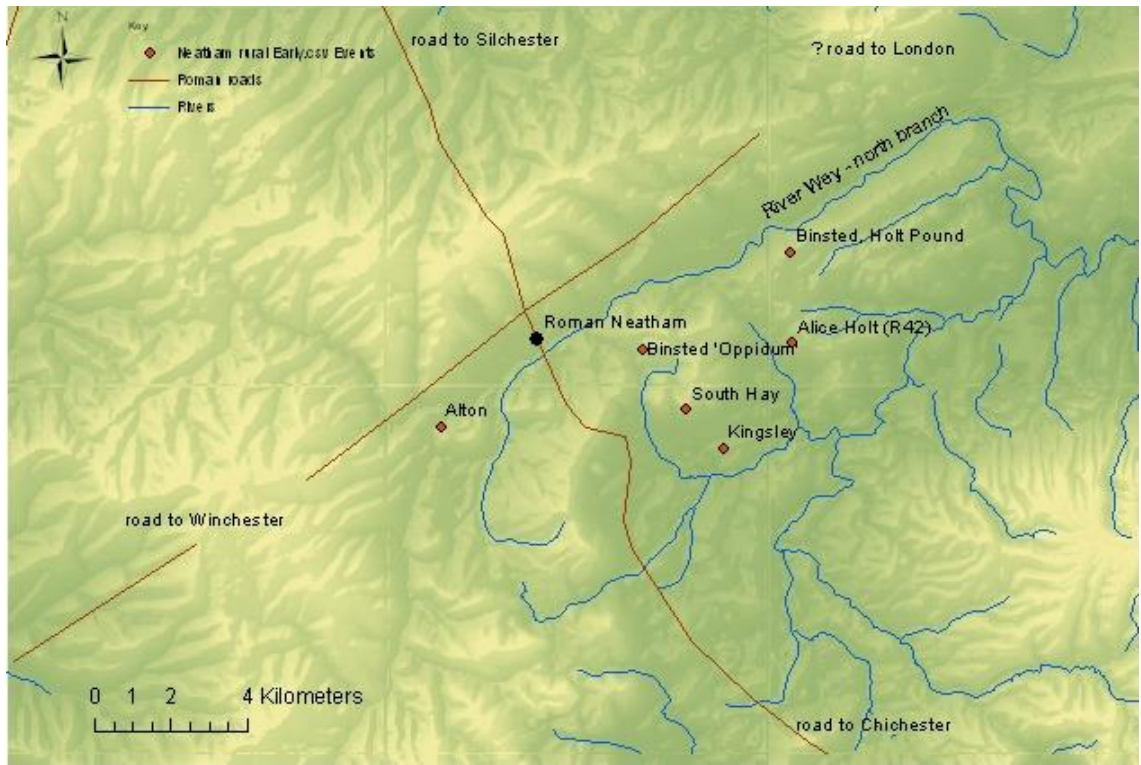 N
Key
Neatham rural Early.csv Events
Roman roads
Rivers
road to Silchester
? road to London
River Wey - north branch
Binsted, Holt Pound
Roman Neatham
Alice Holt (R42)
Binsted 'Oppidum'
South Hay
Alton
Kingsley
road to Winchester
0 1 2 4 Kilometers
road to Chichester